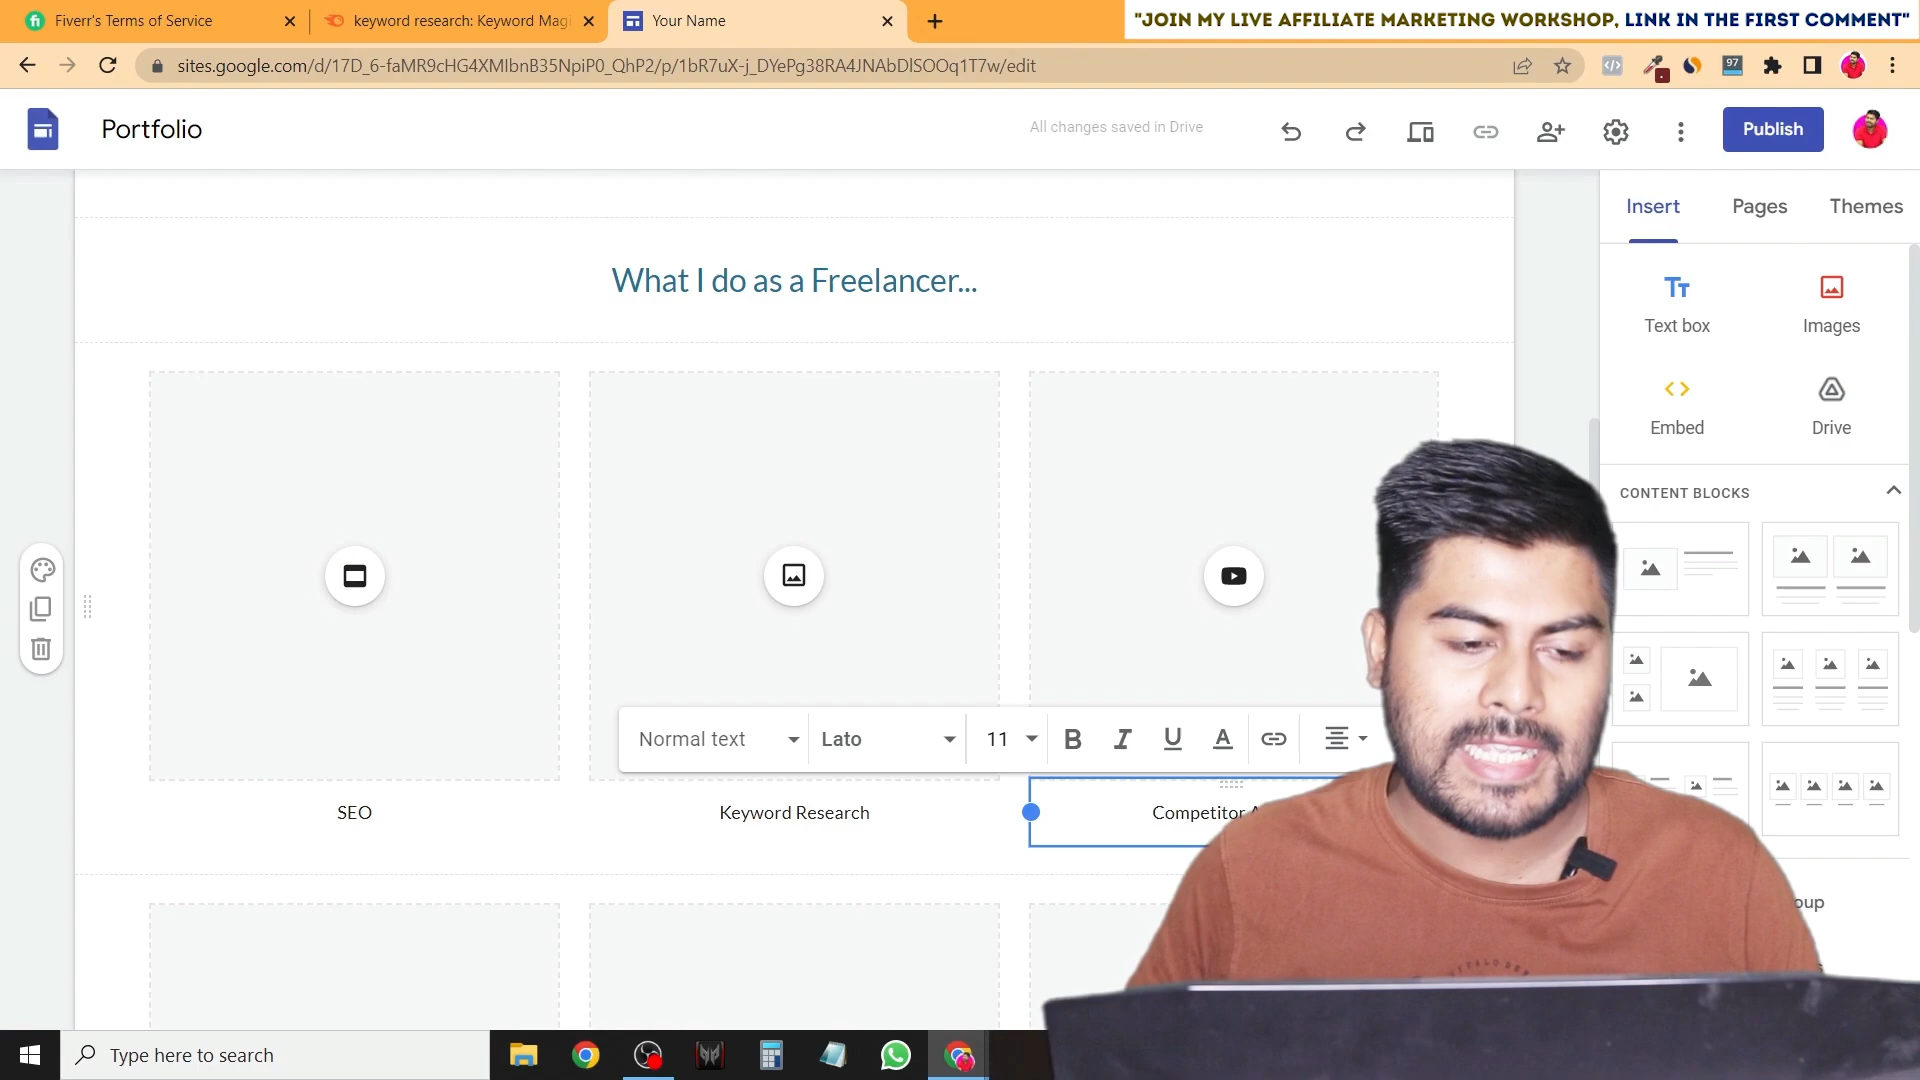 Fiverr's Terms of Service
keyword research: Keyword Mag
Your Name
"JOIN MY LIVE AFFILIATE MARKETING WORKSHOP, LINK IN THE FIRST COMMENT"
sites.google.com/d/17D_6-faMR9cHG4XMIbnB35NpiP0_QhP2/p/1bR7uX-j_DYePg38RA4JNAbDlSOOq1T7w/edit
97
Portfolio
All changes saved in Drive
Publish
Insert
Pages
Themes
What I do as a Freelancer...
Text box
Images
Embed
Drive
CONTENT BLOCKS
Normal text
Lato
11
SEO
Keyword Research
Competitor
oup
Type here to search